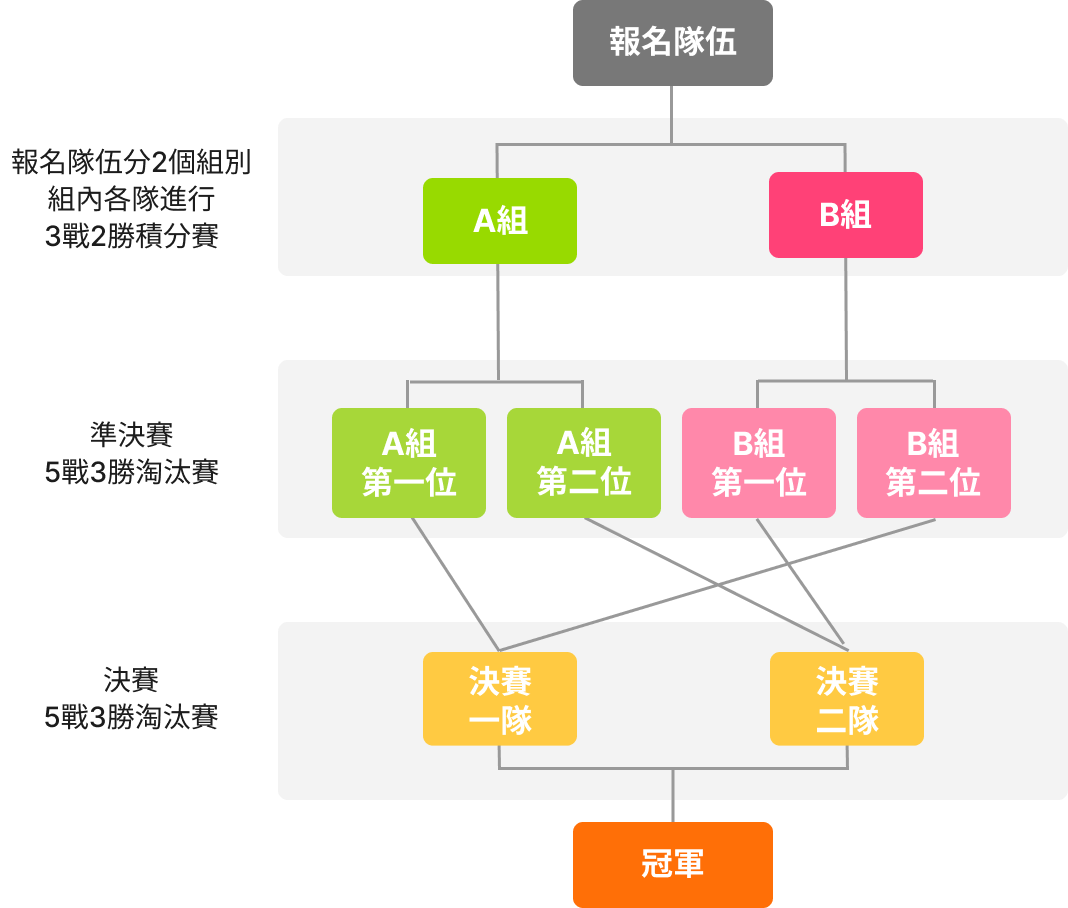 報名隊伍
報名隊伍分2個組別
組內各隊進行
3戰2勝積分賽
A組
B組
準決賽
5戰3勝淘汰賽
A組
第一位
A組
第二位
B組
第一位
B組
第二位
決賽
5戰3勝淘汰賽
決賽
一隊
決賽
二隊
冠軍